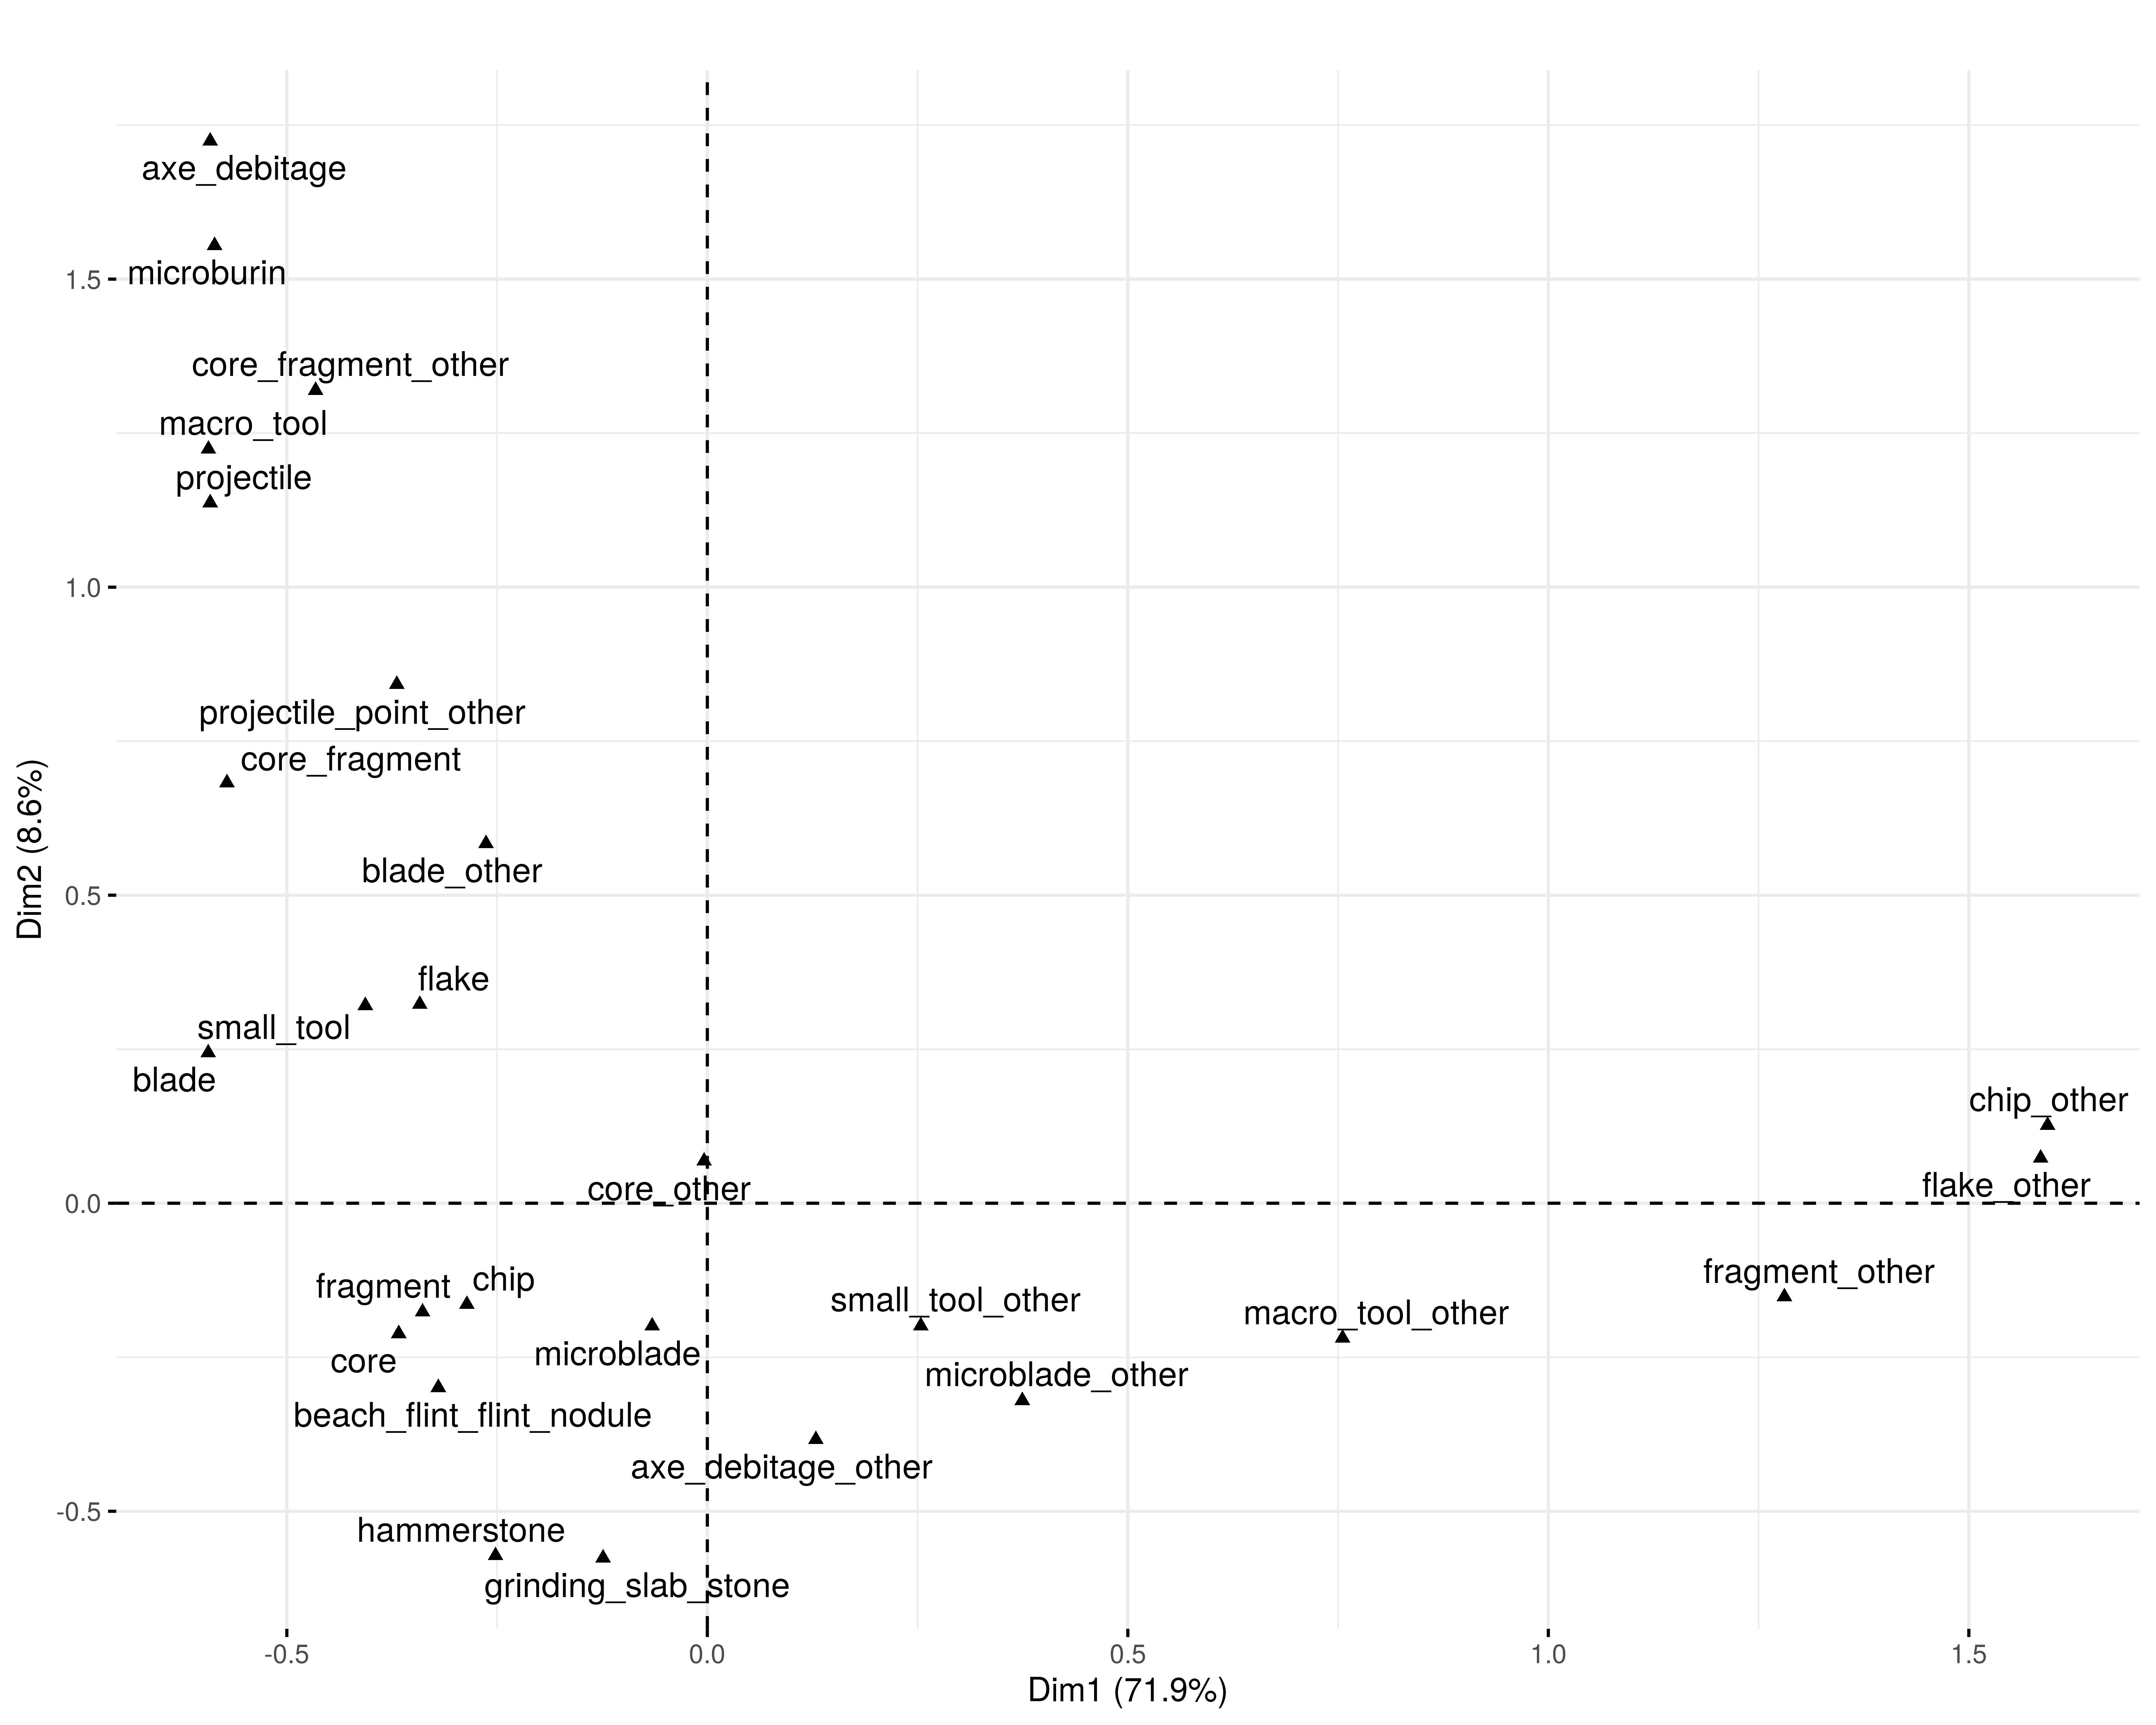 axe_debitage
microburin
1.5
core_fragment_other
macro_tool
projectile
1.0
projectile_point_other
core_fragment
blade_other
0.5
flake
small_tool
blade
chip_other
flake_other
core_other
0.0
fragment
chip
fragment_other
small_tool_other
macro_tool_other
microblade
core
microblade_other
beach_flint_flint_nodule
axe_debitage_other
-0.5
hammerstone
grinding_slab_stone
-0.5
0.0
0.5
1.0
1.5
Dim1 (71.9%)
Dim2 (8.6%)